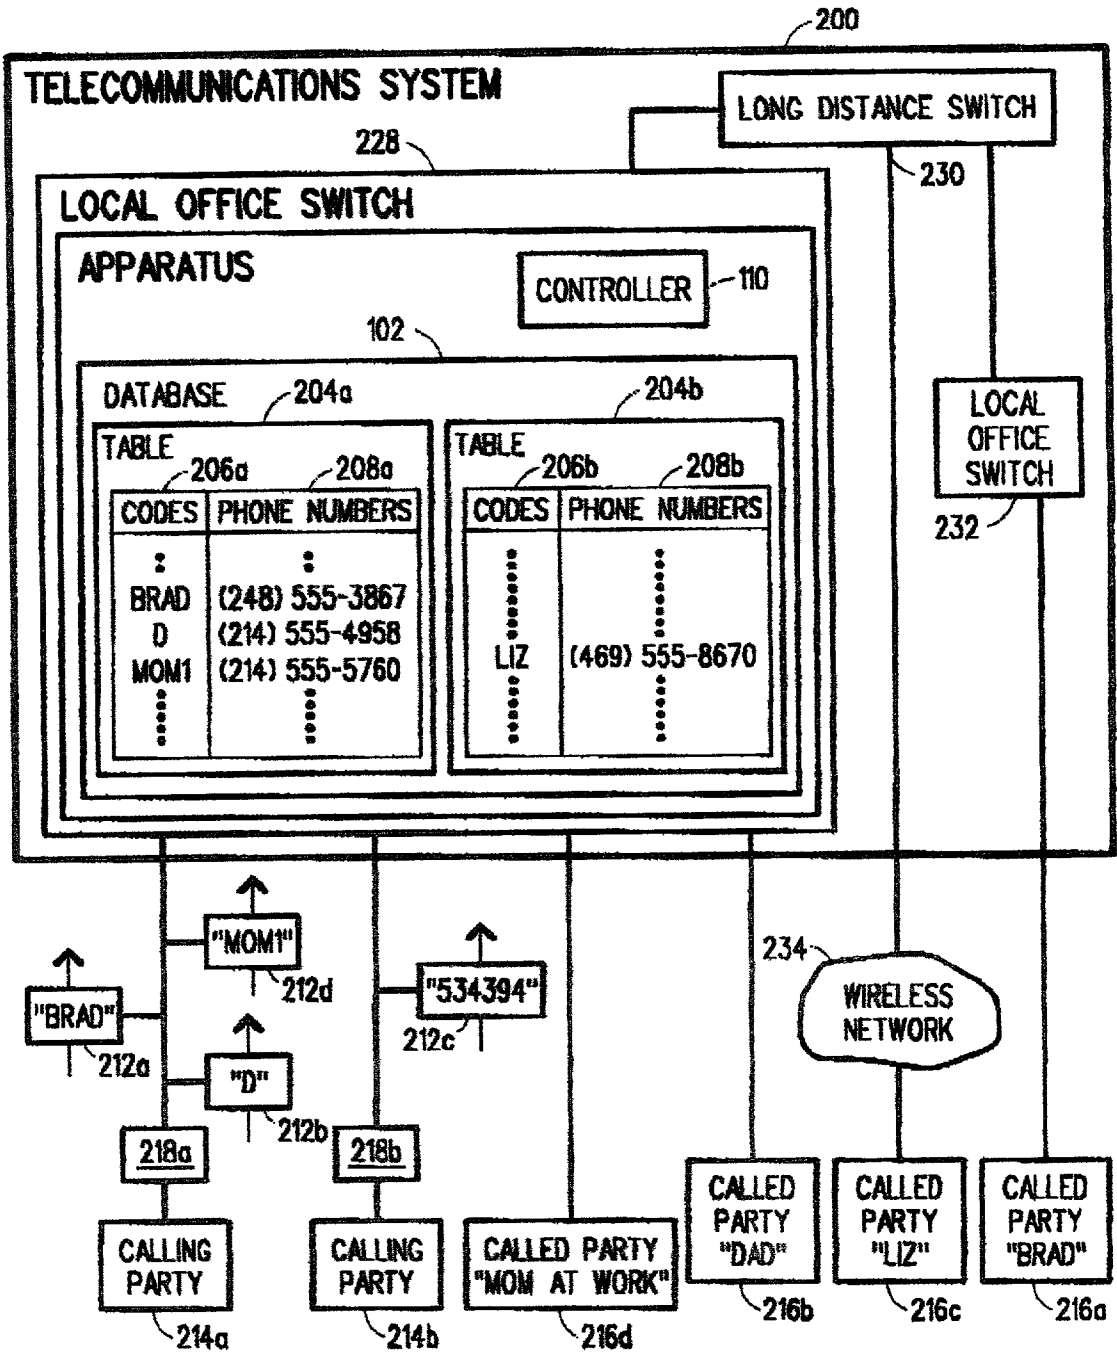 200
TELECOMMUNICATIONS SYSTEM
LONG DISTANCE SWITCH
228
230
LOCAL OFFICE SWITCH
APPARATUS
CONTROLLER
110
102
DATABASE
204a
204b
LOCAL
OFFICE
SWITCH
232
TABLE
206a
208a
CODES PHONE NUMBERS
BRAD (248) 555-3867
D (214) 555-4958
MOM1 (214) 555-5760
TABLE
206b
208b
CODES PHONE NUMBERS
LIZ (469) 555-8670
"MOM1"
212d
"BRAD"
212a
"D"
212b
"534394"
212c
234
WIRELESS
NETWORK
218a
218b
CALLING
PARTY
214a
CALLING
PARTY
214b
CALLED PARTY
"MOM AT WORK"
216d
CALLED
PARTY
"DAD"
216b
CALLED
PARTY
"LIZ"
216c
CALLED
PARTY
"BRAD"
216a